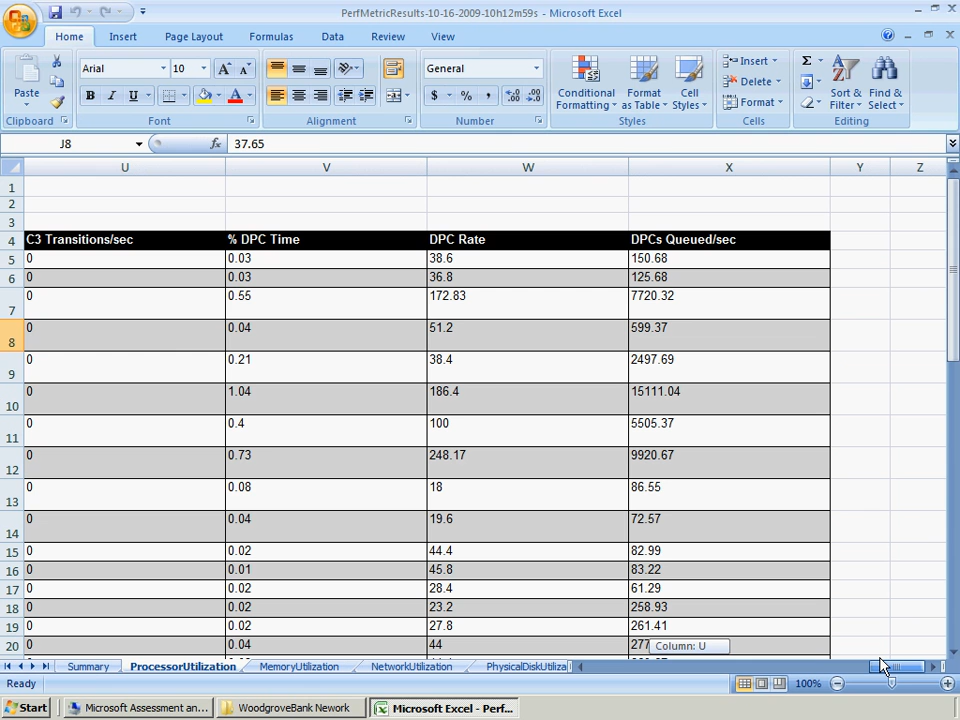 PerfMetricResults-10-16-2009-10h12m59s - Microsoft Excel
Home Insert Page Layout Formulas Data Review View
Paste
Clipboard
Arial 10
B I U
Font
Alignment
General
$ % ,
Number
Conditional Formatting
Format as Table
Cell Styles
Styles
Insert
Delete
Format
Cells
Sort & Filter
Find & Select
Editing
J8 fx 37.65
U V W X Y Z
1
2
3
4 C3 Transitions/sec % DPC Time DPC Rate DPCs Queued/sec
5 0 0.03 38.6 150.68
6 0 0.03 36.8 125.68
7 0 0.55 172.83 7720.32
8 0 0.04 51.2 599.37
9 0 0.21 38.4 2497.69
10 0 1.04 186.4 15111.04
11 0 0.4 100 5505.37
12 0 0.73 248.17 9920.67
13 0 0.08 18 86.55
14 0 0.04 19.6 72.57
15 0 0.02 44.4 82.99
16 0 0.01 45.8 83.22
17 0 0.02 28.4 61.29
18 0 0.02 23.2 258.93
19 0 0.02 27.8 261.41
20 0 0.04 44 277
Column: U
Summary ProcessorUtilization MemoryUtilization NetworkUtilization PhysicalDiskUtiliza
Ready 100%
Start Microsoft Assessment an... WoodgroveBank Nework Microsoft Excel - Perf...